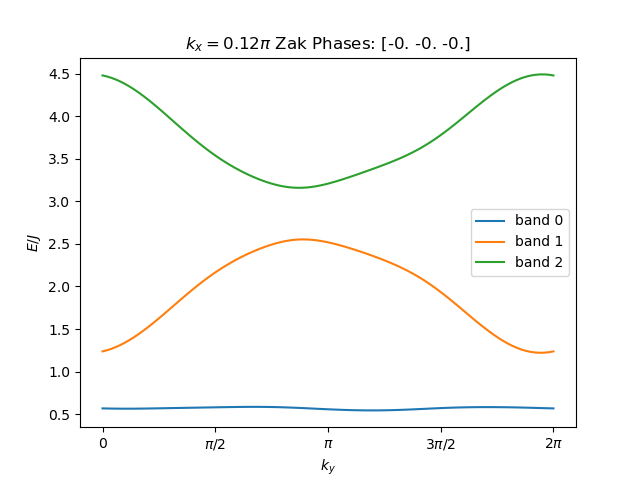 $k_x = 0.12\pi$ Zak Phases: [-0. -0. -0.]
E/J
4.5
4.0
3.5
3.0
2.5
2.0
1.5
1.0
0.5
band 0
band 1
band 2
0 π/2 π 3π/2 2π
$k_y$